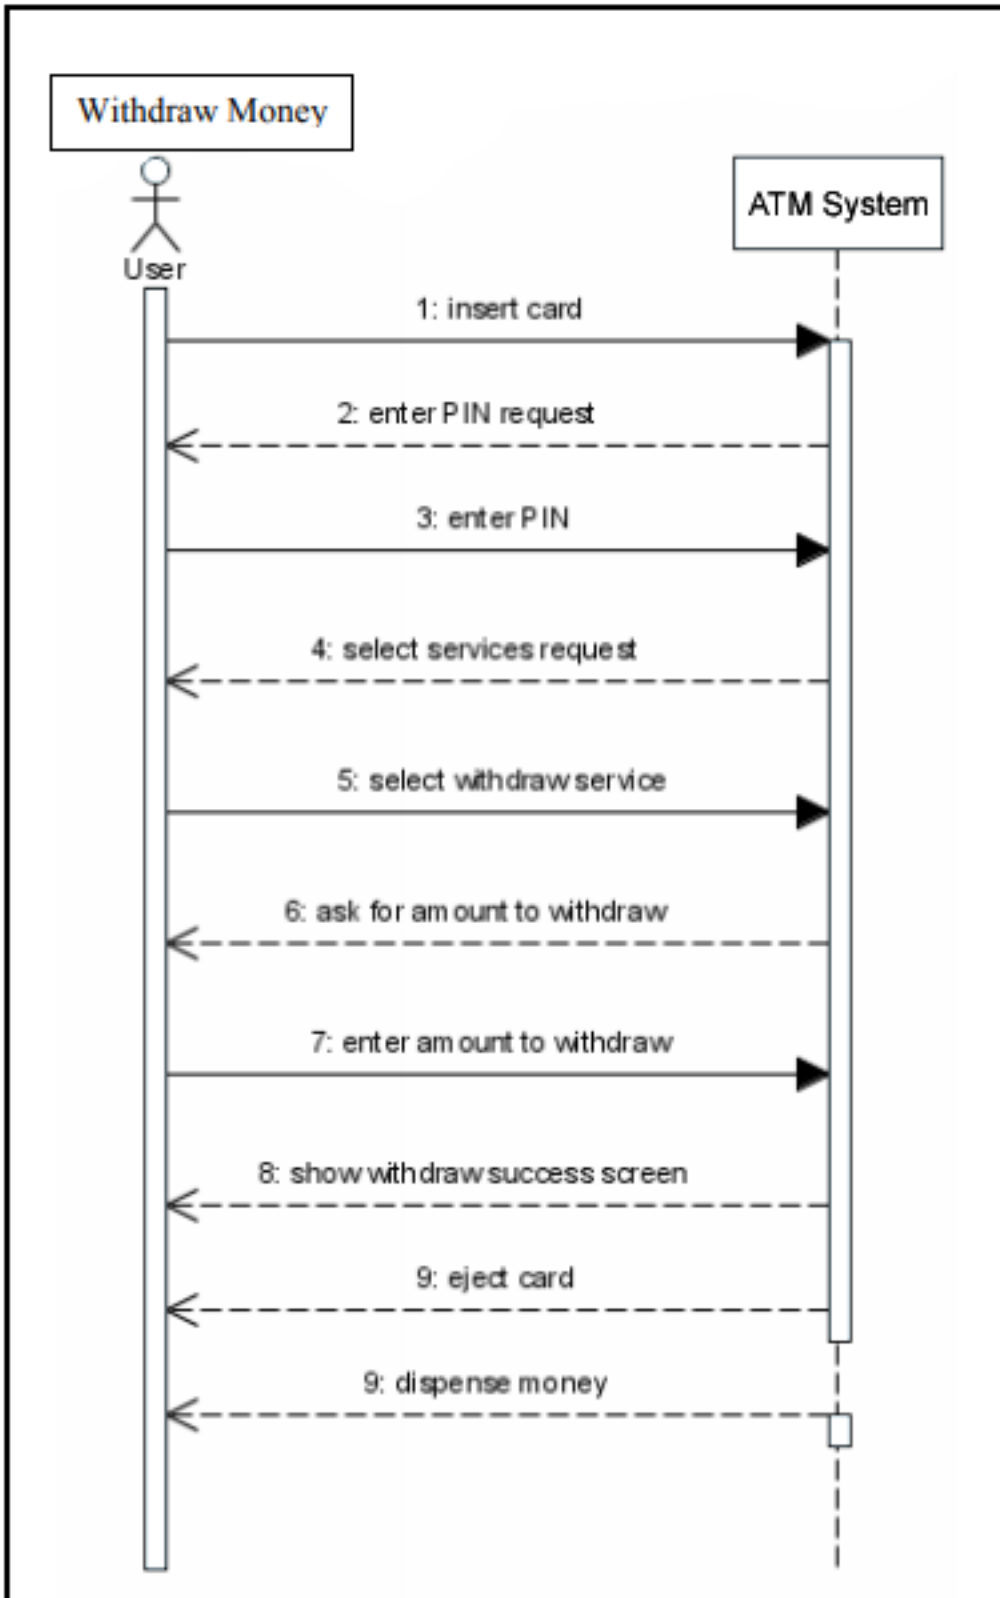 Withdraw Money
ATM System
User
1: insert card
2: enter PIN request
3: enter PIN
4: select services request
5: select withdraw service
6: ask for amount to withdraw
7: enter amount to withdraw
8: show withdraw success screen
9: eject card
9: dispense money